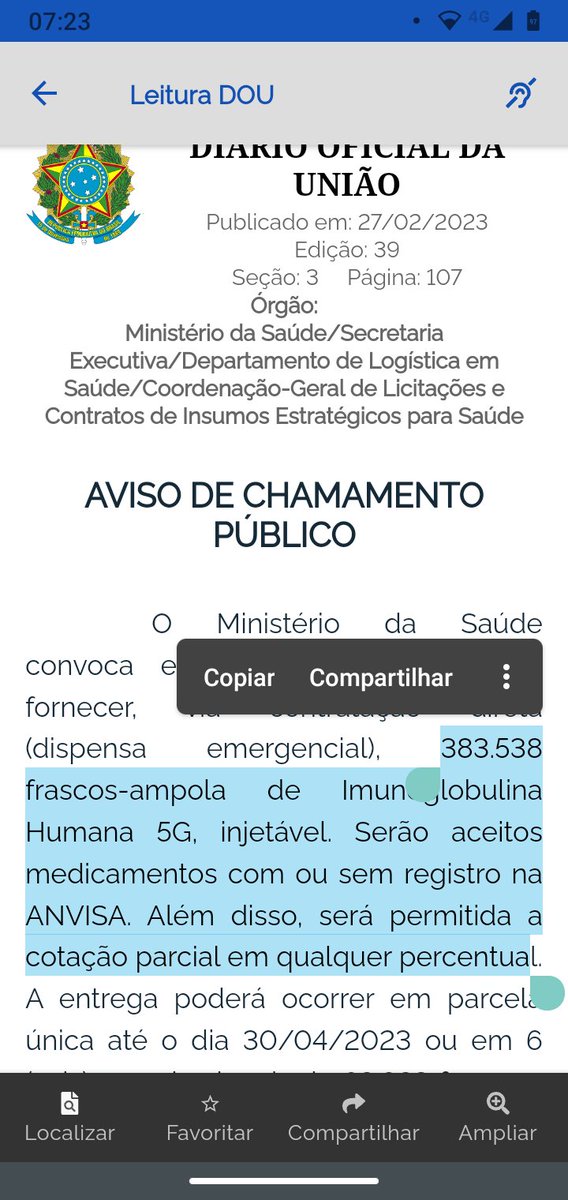 07:23
4G
97
Leitura DOU
DIÁRIO OFICIAL DA
UNIÃO
Publicado em: 27/02/2023
Edição: 39
Seção: 3 Página: 107
Órgão:
Ministério da Saúde/Secretaria
Executiva/Departamento de Logística em
Saúde/Coordenação-Geral de Licitações e
Contratos de Insumos Estratégicos para Saúde
AVISO DE CHAMAMENTO
PÚBLICO
O Ministério da Saúde
convoca e
Copiar Compartilhar
fornecer, via contratação direta
(dispensa emergencial), 383.538
frascos-ampola de Imunoglobulina
Humana 5G, injetável. Serão aceitos
medicamentos com ou sem registro na
ANVISA. Além disso, será permitida a
cotação parcial em qualquer percentual.
A entrega poderá ocorrer em parcela
única até o dia 30/04/2023 ou em 6
Localizar Favoritar Compartilhar Ampliar